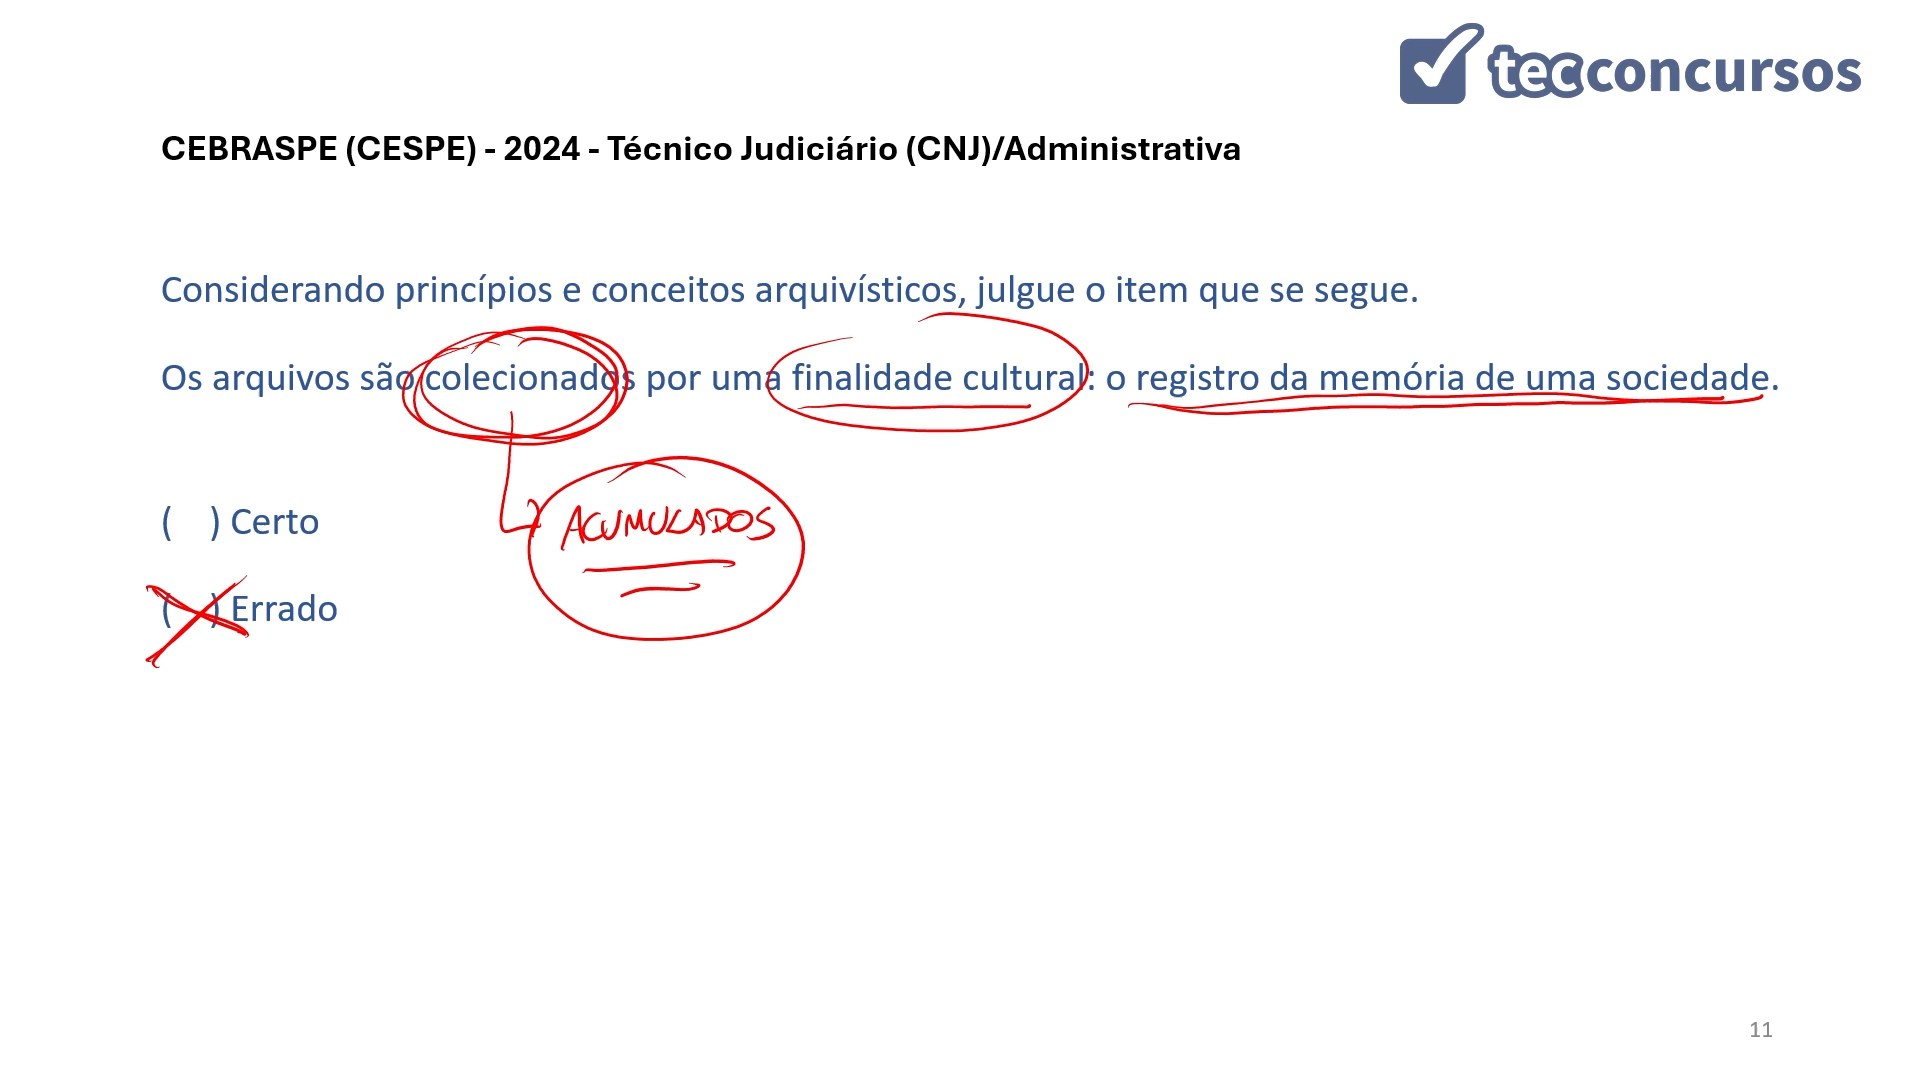 tecconcursos
CEBRASPE (CESPE) - 2024 - Técnico Judiciário (CNJ)/Administrativa
Considerando princípios e conceitos arquivísticos, julgue o item que se segue.
Os arquivos são colecionados por uma finalidade cultural: o registro da memória de uma sociedade.
( ) Certo
ACUMULADOS
( ) Errado
11